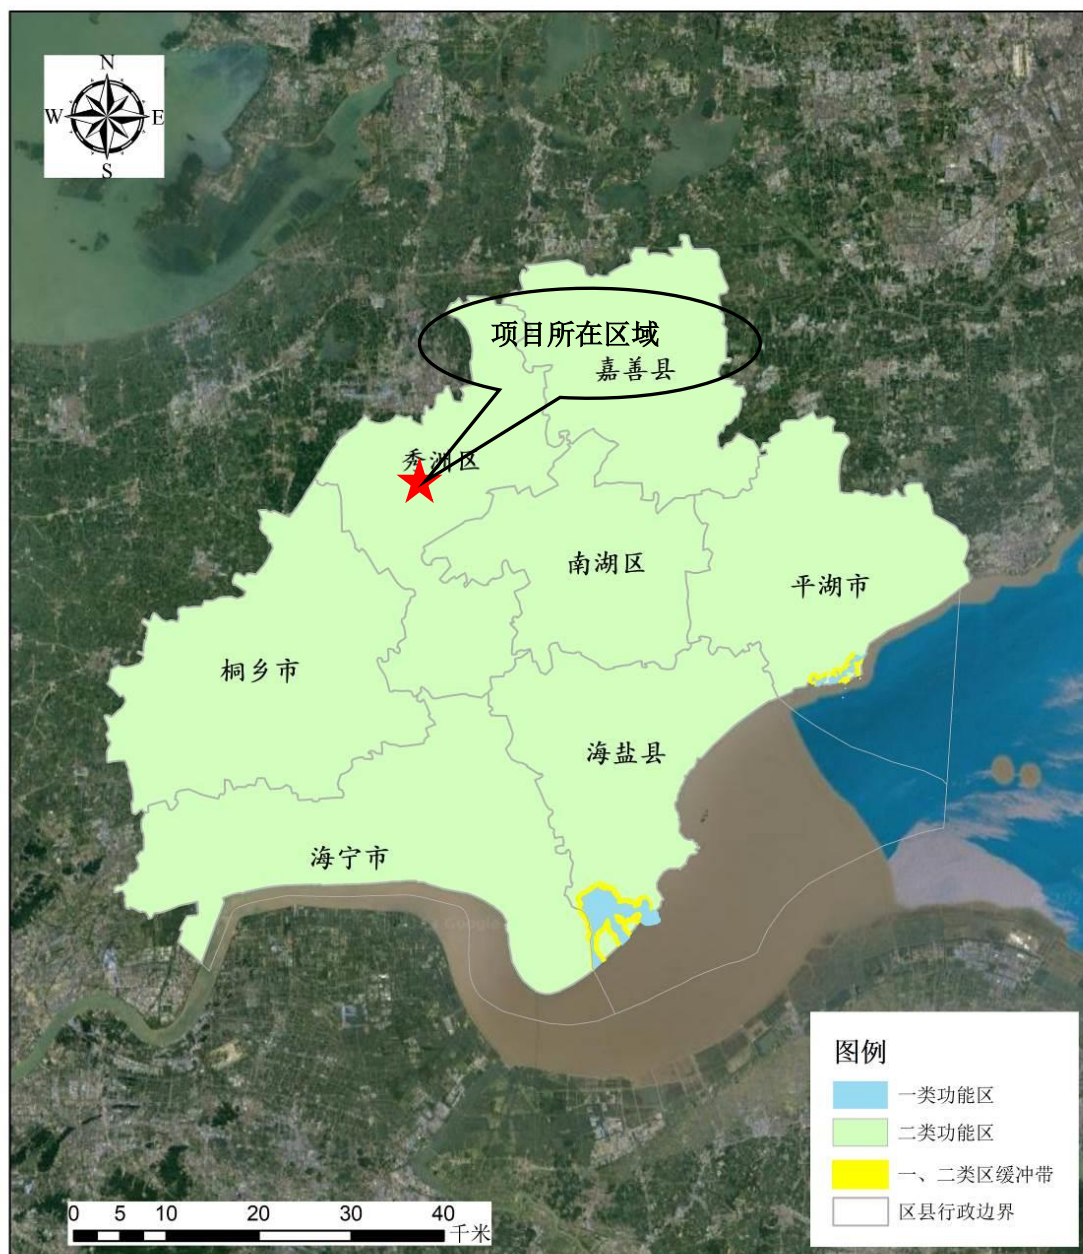 N
W E
S
项目所在区域
嘉善县
秀洲区
南湖区
平湖市
桐乡市
海盐县
海宁市
Google
图例
一类功能区
二类功能区
一、二类区缓冲带
区县行政边界
0 5 10 20 30 40
千米